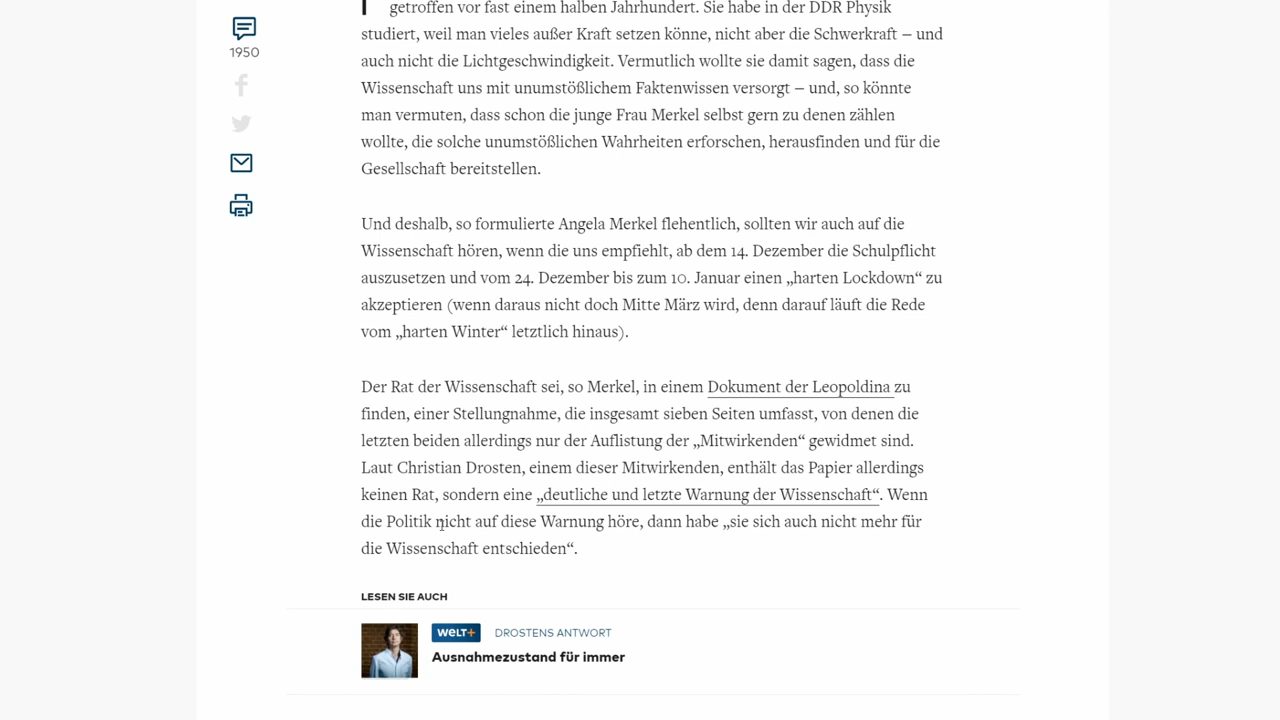 getroffen vor fast einem halben Jahrhundert. Sie habe in der DDR Physik
studiert, weil man vieles außer Kraft setzen könne, nicht aber die Schwerkraft – und
auch nicht die Lichtgeschwindigkeit. Vermutlich wollte sie damit sagen, dass die
Wissenschaft uns mit unumstößlichem Faktenwissen versorgt – und, so könnte
man vermuten, dass schon die junge Frau Merkel selbst gern zu denen zählen
wollte, die solche unumstößlichen Wahrheiten erforschen, herausfinden und für die
Gesellschaft bereitstellen.
1950
Und deshalb, so formulierte Angela Merkel flehentlich, sollten wir auch auf die
Wissenschaft hören, wenn die uns empfiehlt, ab dem 14. Dezember die Schulpflicht
auszusetzen und vom 24. Dezember bis zum 10. Januar einen „harten Lockdown“ zu
akzeptieren (wenn daraus nicht doch Mitte März wird, denn darauf läuft die Rede
vom „harten Winter“ letztlich hinaus).
Der Rat der Wissenschaft sei, so Merkel, in einem Dokument der Leopoldina zu
finden, einer Stellungnahme, die insgesamt sieben Seiten umfasst, von denen die
letzten beiden allerdings nur der Auflistung der „Mitwirkenden“ gewidmet sind.
Laut Christian Drosten, einem dieser Mitwirkenden, enthält das Papier allerdings
keinen Rat, sondern eine „deutliche und letzte Warnung der Wissenschaft“. Wenn
die Politik nicht auf diese Warnung höre, dann habe „sie sich auch nicht mehr für
die Wissenschaft entschieden“.
LESEN SIE AUCH
WELT+ DROSTENS ANTWORT
Ausnahmezustand für immer